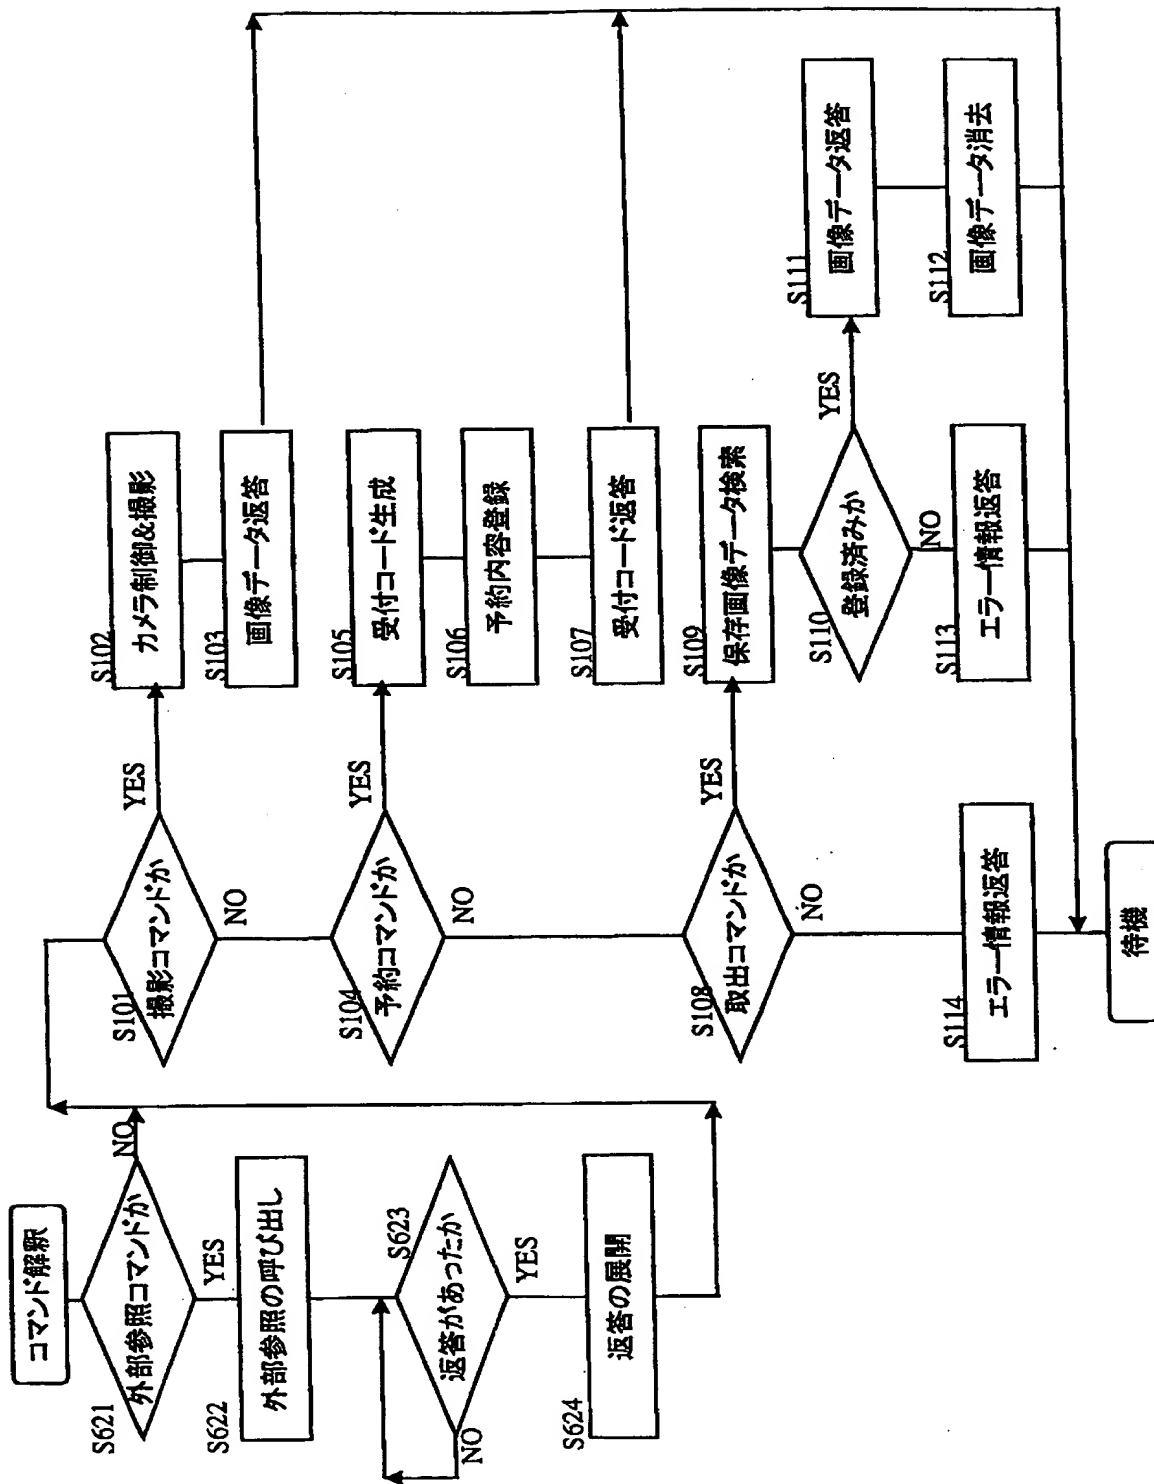 コマンド解釈
S621
外部参照コマンドか
NO
YES
S622
外部参照の呼び出し
S623
返答があったか
NO
YES
S624
返答の展開
S101
撮影コマンドか
YES
NO
S102
カメラ制御&撮影
S103
画像データ返答
S104
予約コマンドか
YES
NO
S105
受付コード生成
S106
予約内容登録
S107
受付コード返答
S108
取出コマンドか
YES
NO
S109
保存画像データ検索
S110
登録済みか
YES
NO
S111
画像データ返答
S112
画像データ消去
S113
エラー情報返答
S114
エラー情報返答
待機